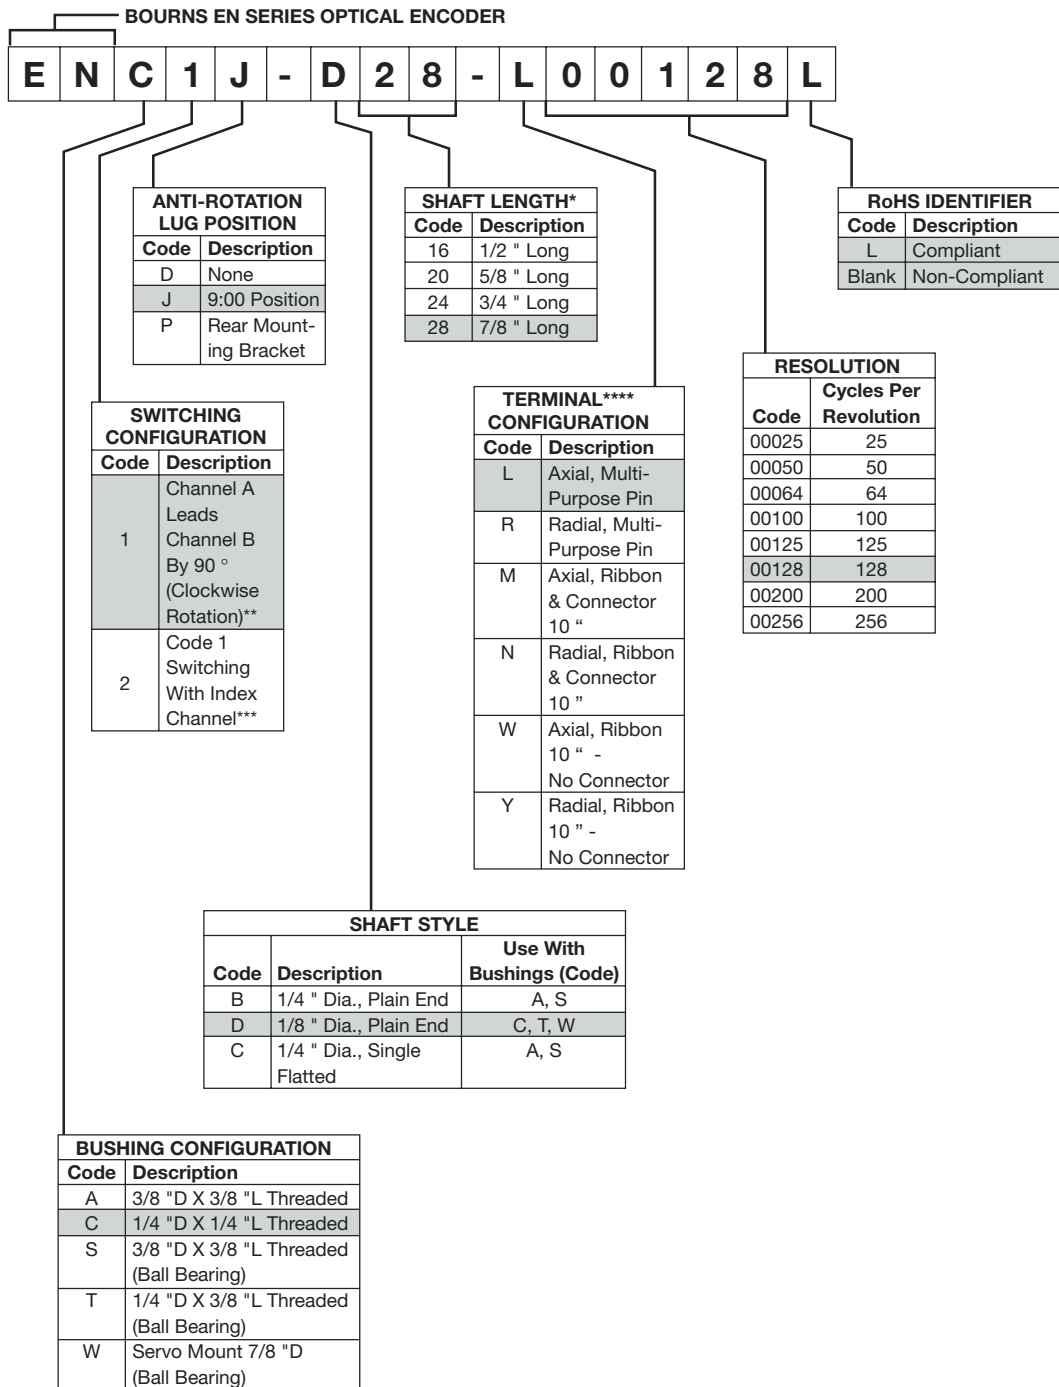 BOURNS EN SERIES OPTICAL ENCODER
E N C 1 J - D 2 8 - L 0 0 1 2 8 L
ANTI-ROTATION
LUG POSITION
Code Description
D None
J 9:00 Position
P Rear Mount-
ing Bracket
SHAFT LENGTH*
Code Description
16 1/2 " Long
20 5/8 " Long
24 3/4 " Long
28 7/8 " Long
RoHS IDENTIFIER
Code Description
L Compliant
Blank Non-Compliant
SWITCHING
CONFIGURATION
Code Description
Channel A
Leads
1 Channel B
By 90 °
(Clockwise
Rotation)**
Code 1
Switching
2 With Index
Channel***
TERMINAL****
CONFIGURATION
Code Description
L Axial, Multi-
Purpose Pin
R Radial, Multi-
Purpose Pin
M Axial, Ribbon
& Connector
10 “
N Radial, Ribbon
& Connector
10 ”
W Axial, Ribbon
10 “ -
No Connector
Y Radial, Ribbon
10 ” -
No Connector
RESOLUTION
Cycles Per
Code Revolution
00025 25
00050 50
00064 64
00100 100
00125 125
00128 128
00200 200
00256 256
SHAFT STYLE
Use With
Code Description Bushings (Code)
B 1/4 " Dia., Plain End A, S
D 1/8 " Dia., Plain End C, T, W
C 1/4 " Dia., Single A, S
Flatted
BUSHING CONFIGURATION
Code Description
A 3/8 "D X 3/8 "L Threaded
C 1/4 "D X 1/4 "L Threaded
S 3/8 "D X 3/8 "L Threaded
(Ball Bearing)
T 1/4 "D X 3/8 "L Threaded
(Ball Bearing)
W Servo Mount 7/8 "D
(Ball Bearing)